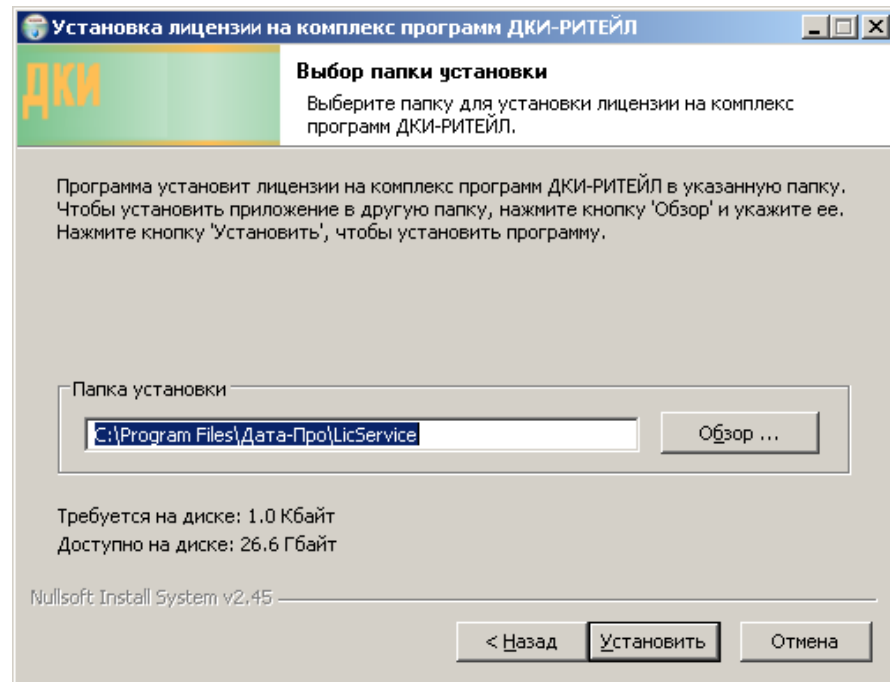 Установка лицензии на комплекс программ ДКИ-РИТЕЙЛ
ДКИ
Выбор папки установки
Выберите папку для установки лицензии на комплекс
программ ДКИ-РИТЕЙЛ.
Программа установит лицензии на комплекс программ ДКИ-РИТЕЙЛ в указанную папку.
Чтобы установить приложение в другую папку, нажмите кнопку 'Обзор' и укажите ее.
Нажмите кнопку 'Установить', чтобы установить программу.
Папка установки
C:\Program Files\Дата-Про\LicService
Обзор ...
Требуется на диске: 1.0 Кбайт
Доступно на диске: 26.6 Гбайт
Nullsoft Install System v2.45
< Назад
Установить
Отмена